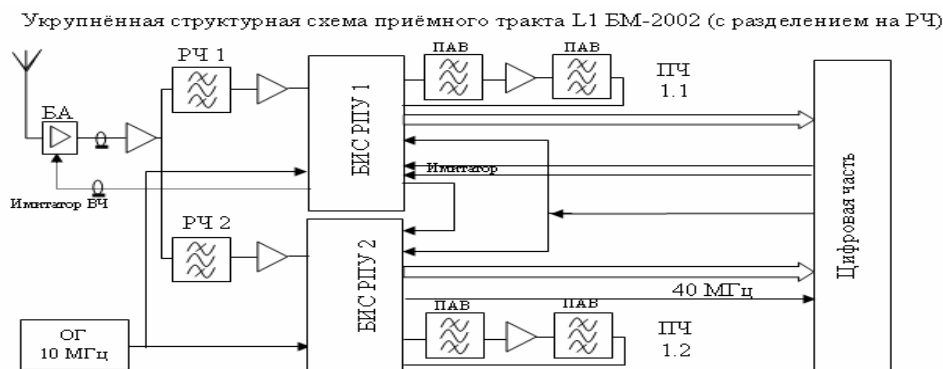 Укрупнённая структурная схема приёмного тракта L1 БМ-2002 (с разделением на РЧ)
РЧ 1
ПАВ
ПАВ
ПЧ
1.1
БА
БИС РПУ 1
Имитатор
Имитатор ВЧ
РЧ 2
БИС РПУ 2
Цифровая часть
40 МГц
ПАВ
ПАВ
ПЧ
1.2
ОГ
10 МГц